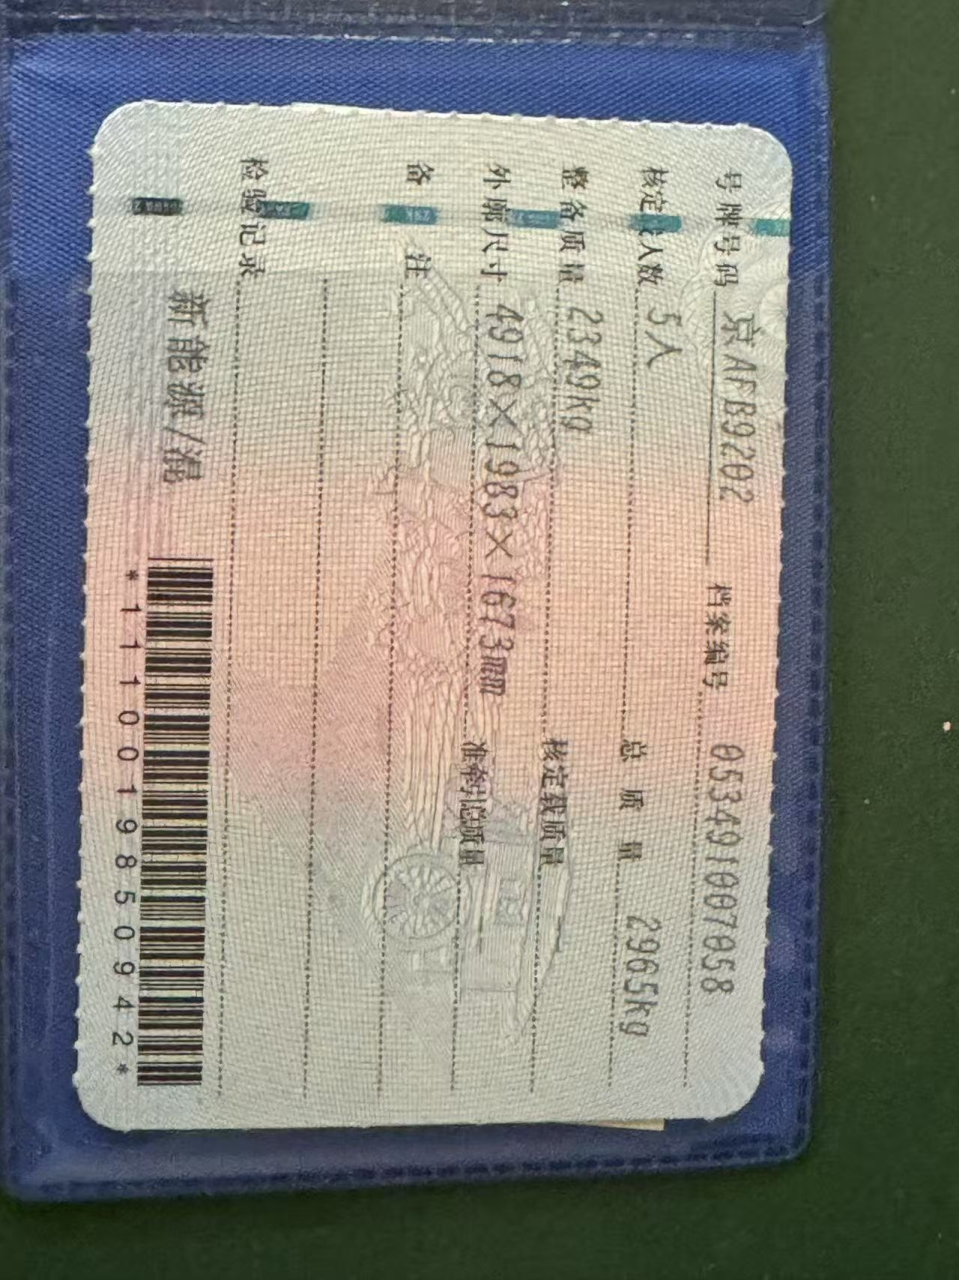 号牌号码 京AFB9202 档案编号 053491007058
核定载人数 5人 总质量 2965kg
整备质量 2349kg 核定载质量
外廓尺寸 4918×1983×1673mm 准牵引总质量
备注
检验记录
新能源/混
*1110019850942*